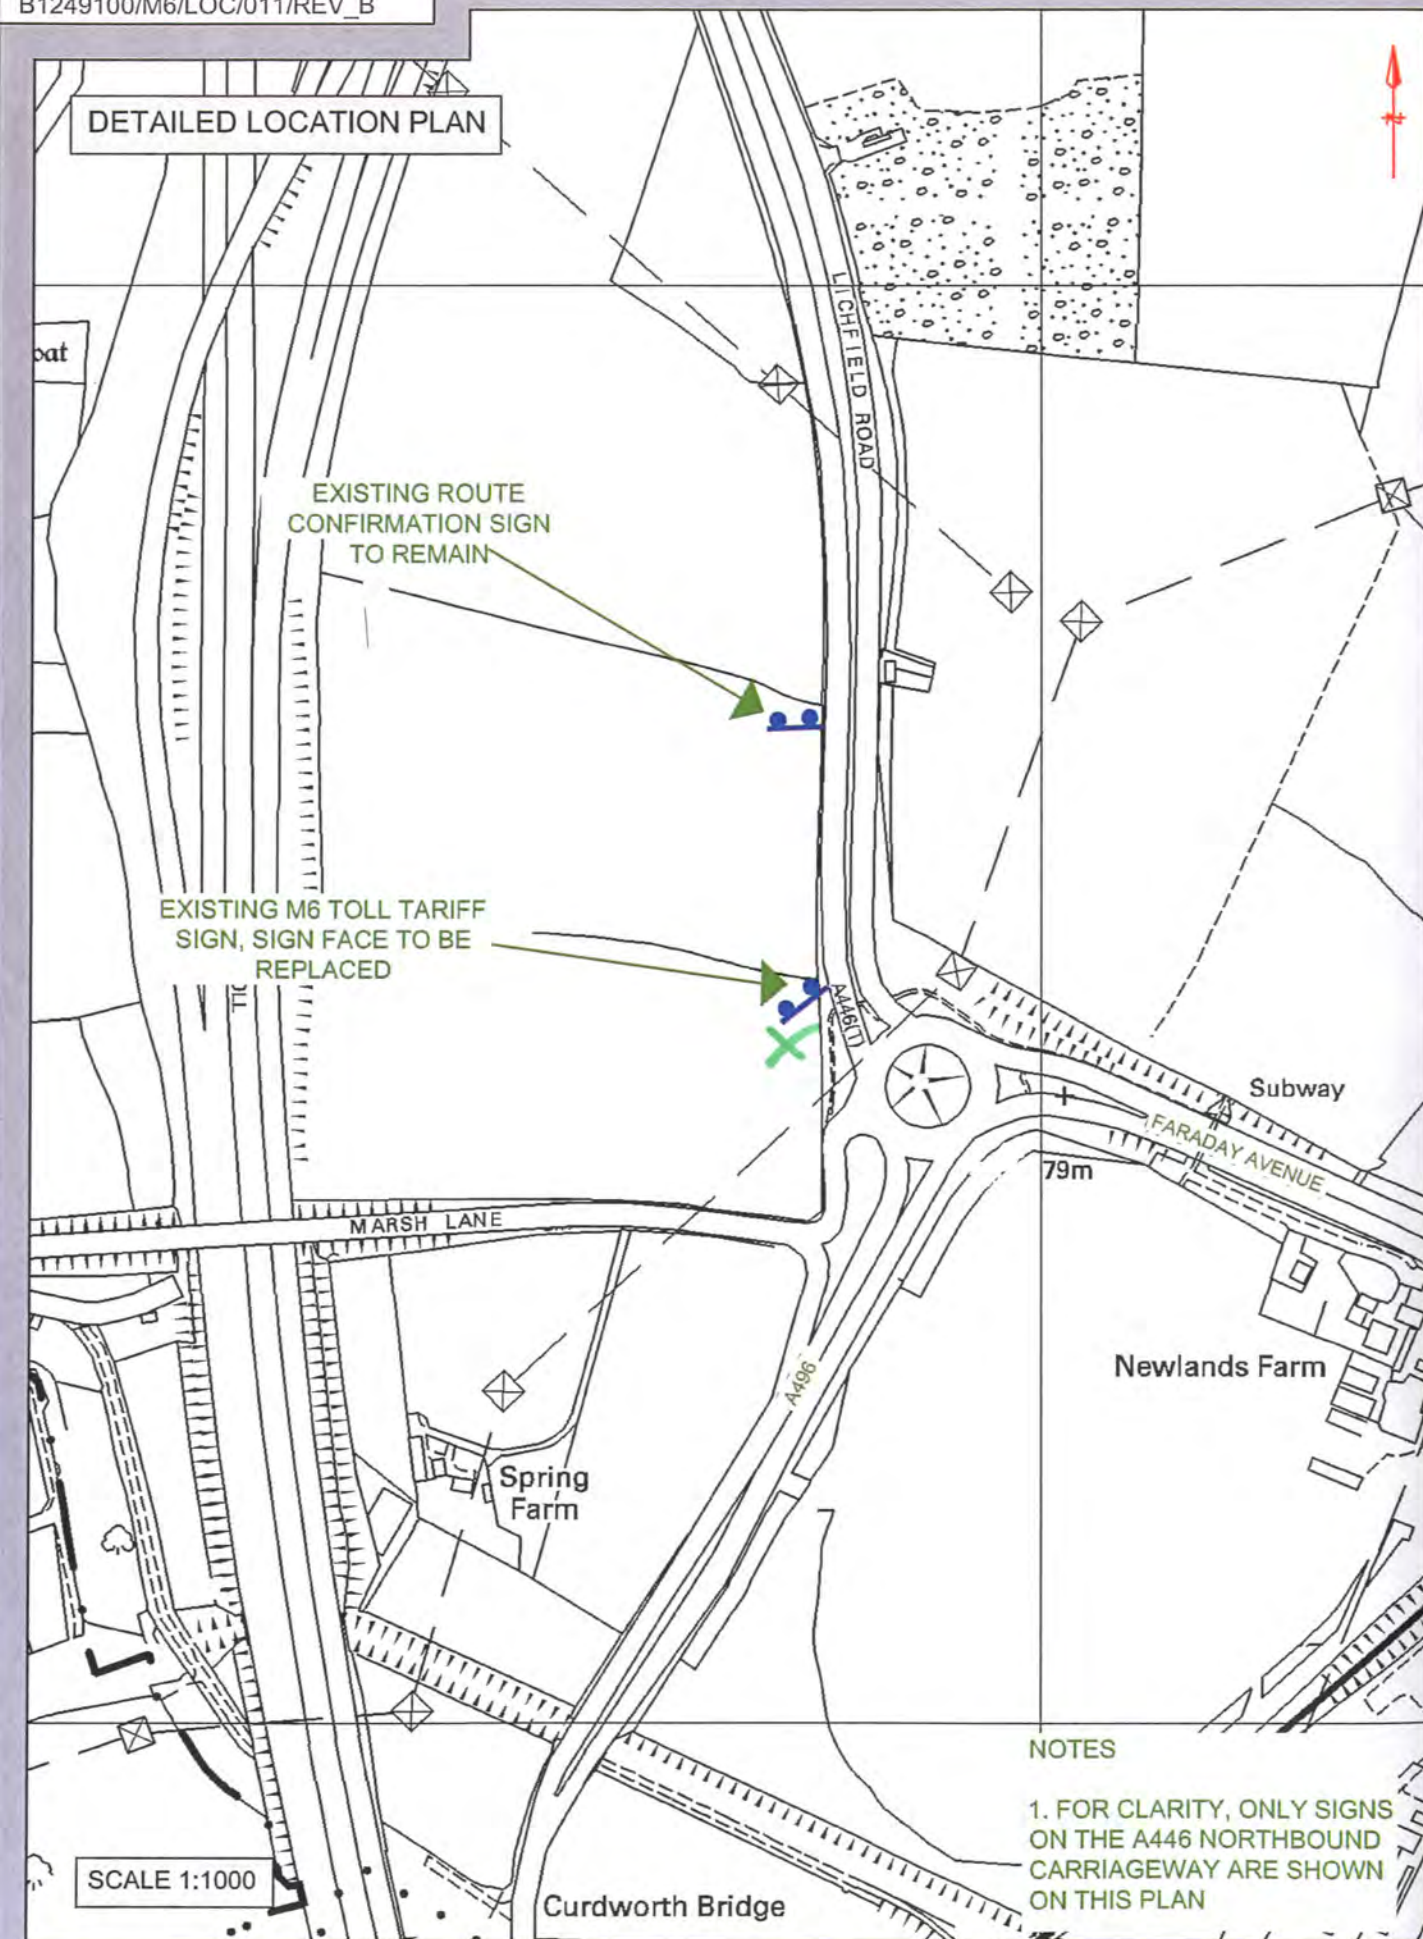 B1249100/M6/LOC/011/REV_B
DETAILED LOCATION PLAN
LICHFIELD ROAD
EXISTING ROUTE
CONFIRMATION SIGN
TO REMAIN
EXISTING M6 TOLL TARIFF
SIGN, SIGN FACE TO BE
REPLACED
A446(T)
Subway
FARADAY AVENUE
79m
MARSH LANE
A496
Newlands Farm
Spring
Farm
NOTES
1. FOR CLARITY, ONLY SIGNS
ON THE A446 NORTHBOUND
CARRIAGEWAY ARE SHOWN
ON THIS PLAN
SCALE 1:1000
Curdworth Bridge